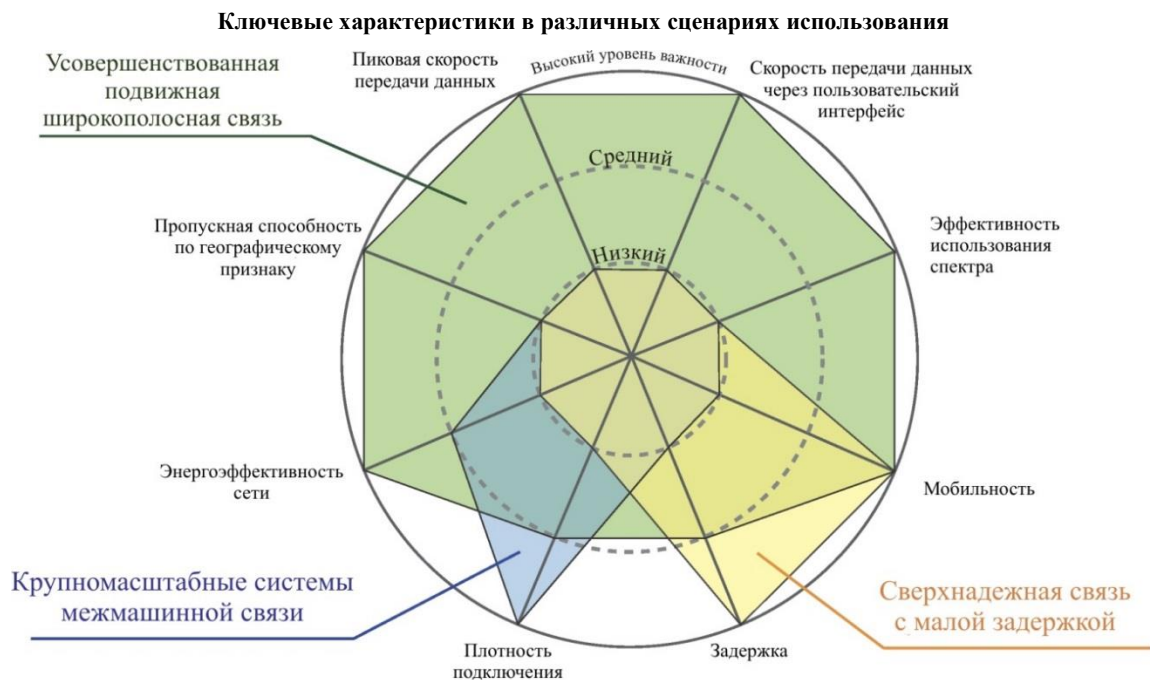 Ключевые характеристики в различных сценариях использования
Усовершенствованная
подвижная
широкополосная связь
Пиковая скорость
передачи данных
Высокий уровень важности
Скорость передачи данных
через пользовательский
интерфейс
Средний
Низкий
Пропускная способность
по географическому
признаку
Эффективность
использования
спектра
Энергоэффективность
сети
Мобильность
Крупномасштабные системы
межмашинной связи
Сверхнадежная связь
с малой задержкой
Плотность
подключения
Задержка